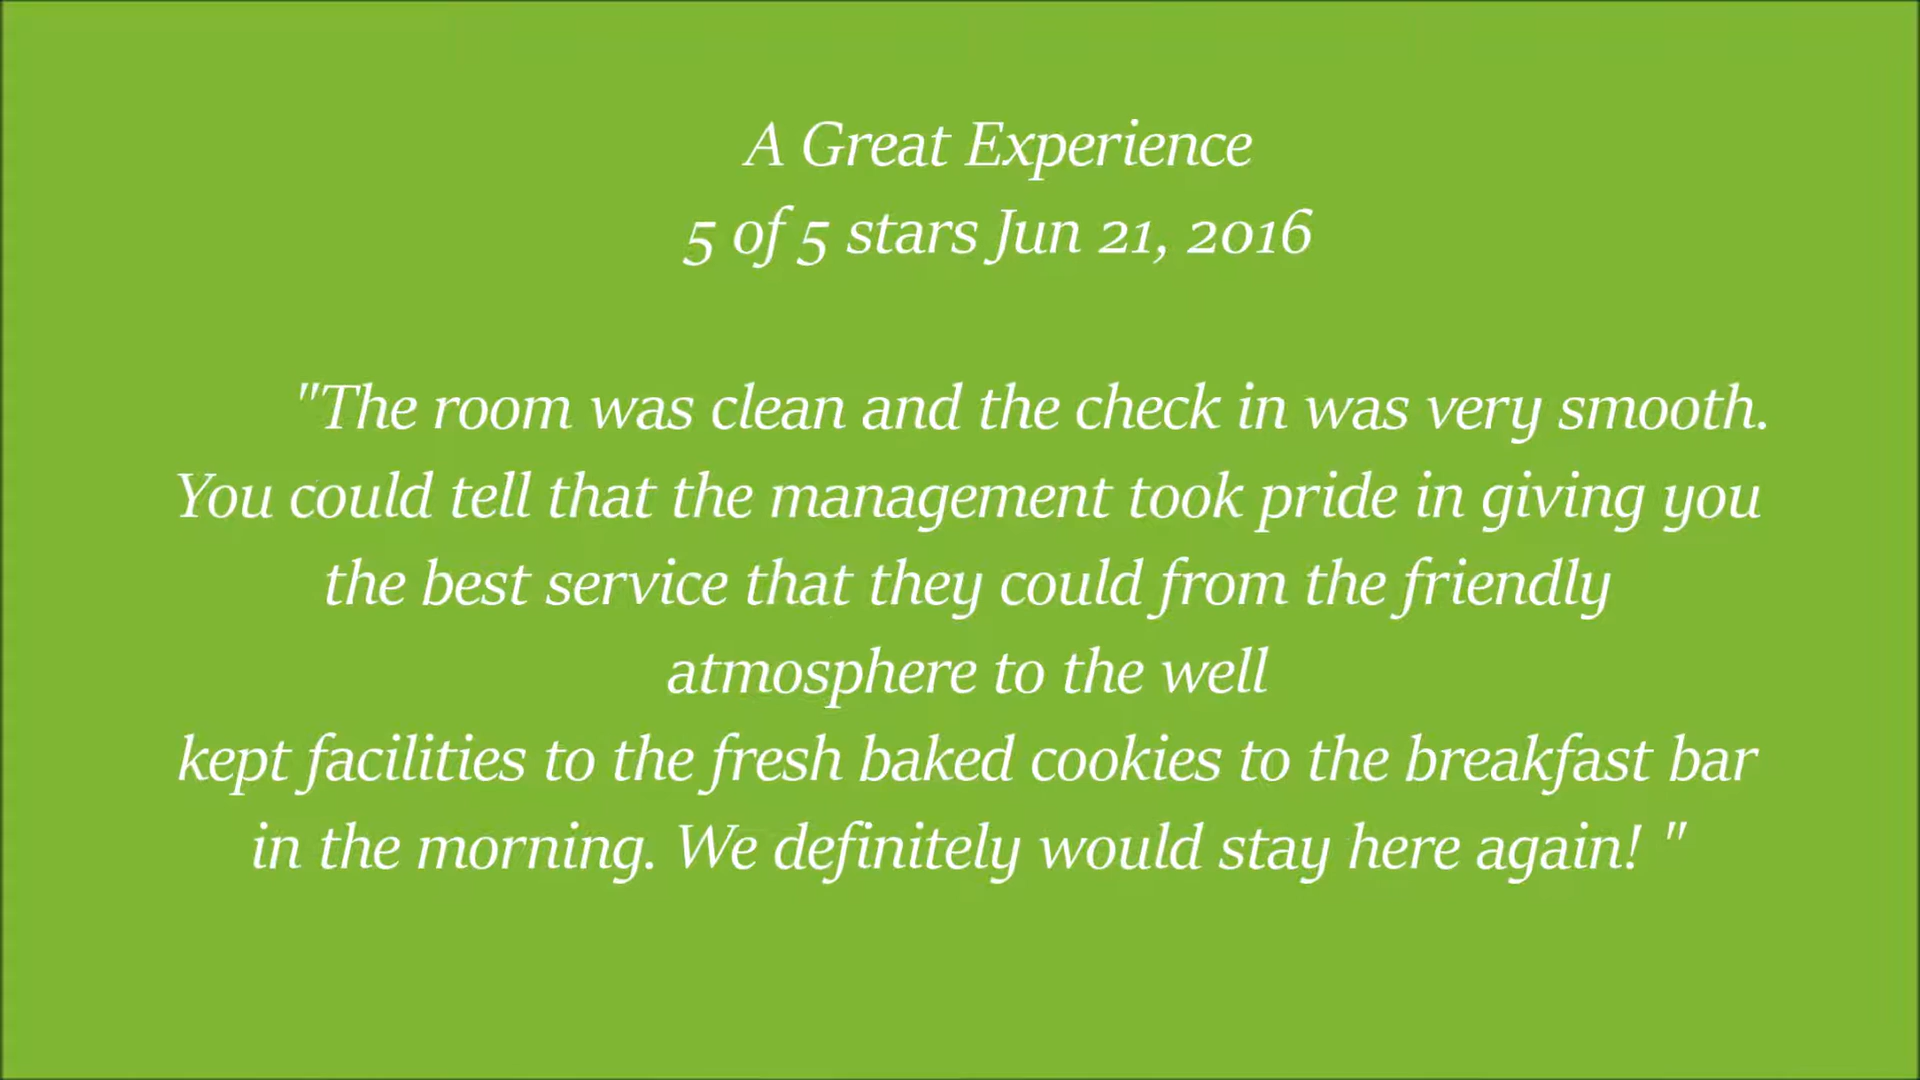 A Great Experience
5 of 5 stars Jun 21, 2016
"The room was clean and the check in was very smooth.
You could tell that the management took pride in giving you
the best service that they could from the friendly
atmosphere to the well
kept facilities to the fresh baked cookies to the breakfast bar
in the morning. We definitely would stay here again! "